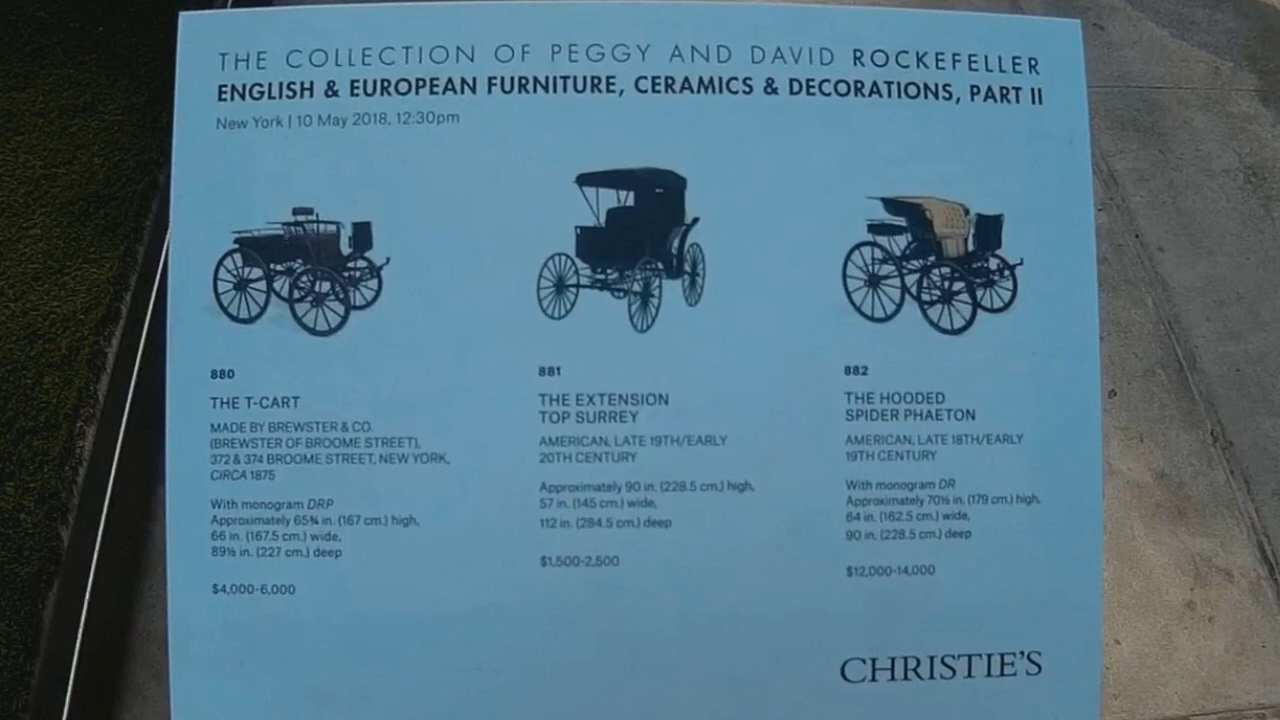 THE COLLECTION OF PEGGY AND DAVID ROCKEFELLER
ENGLISH & EUROPEAN FURNITURE, CERAMICS & DECORATIONS, PART II
New York | 10 May 2018, 12:30pm
880
THE T-CART
MADE BY BREWSTER & CO.
(BREWSTER OF BROOME STREET),
372 & 374 BROOME STREET, NEW YORK,
CIRCA 1875
With monogram DRP
Approximately 65¾ in. (167 cm.) high,
66 in. (167.5 cm.) wide,
89½ in. (227 cm.) deep
$4,000-6,000
881
THE EXTENSION
TOP SURREY
AMERICAN, LATE 19TH/EARLY
20TH CENTURY
Approximately 90 in. (228.5 cm.) high,
57 in. (145 cm.) wide,
112 in. (284.5 cm.) deep
$1,500-2,500
882
THE HOODED
SPIDER PHAETON
AMERICAN, LATE 18TH/EARLY
19TH CENTURY
With monogram DR
Approximately 70½ in. (179 cm.) high,
64 in. (162.5 cm.) wide,
90 in. (228.5 cm.) deep
$12,000-14,000
CHRISTIE'S